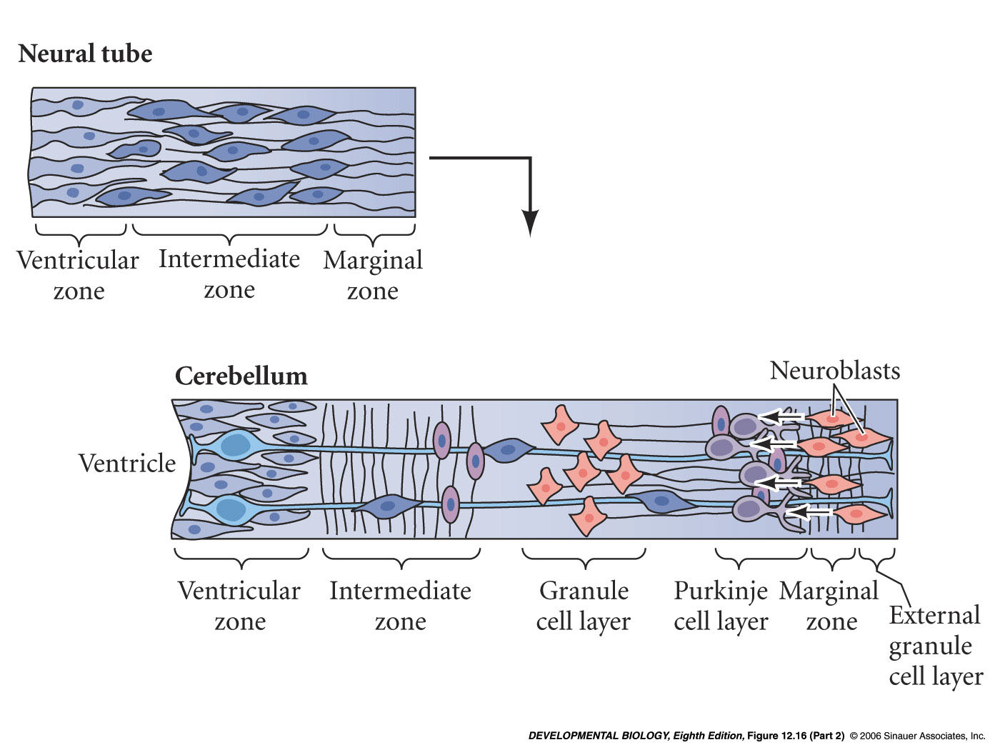 Neural tube
Ventricular
zone
Intermediate
zone
Marginal
zone
Neuroblasts
Cerebellum
Ventricle
Ventricular
zone
Intermediate
zone
Granule
cell layer
Purkinje
cell layer
Marginal
zone
External
granule
cell layer
DEVELOPMENTAL BIOLOGY, Eighth Edition, Figure 12.16 (Part 2) © 2006 Sinauer Associates, Inc.